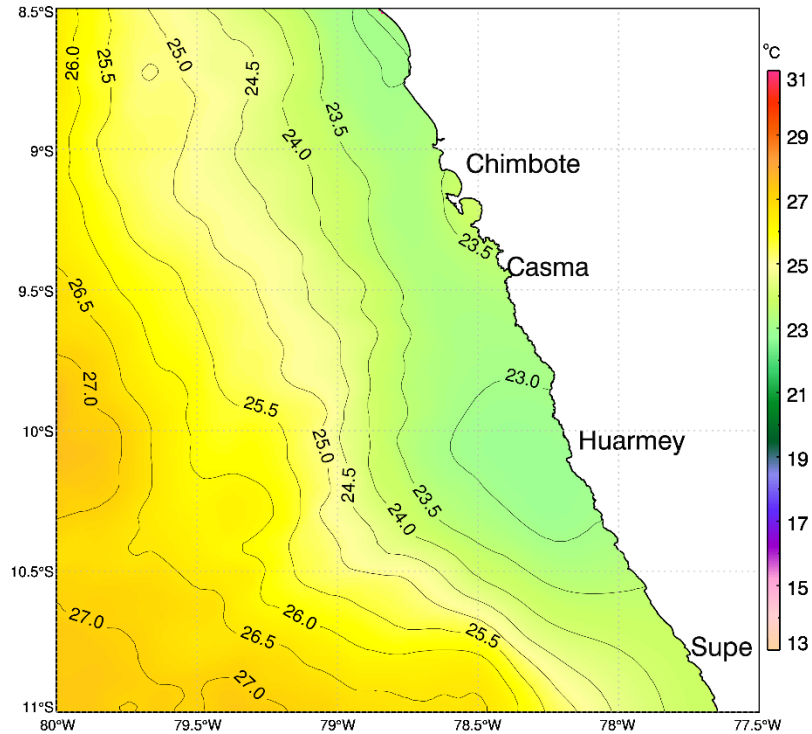 8.5°S
°C
26.0
25.5
25.0
24.5
23.5
24.0
31
9°S
Chimbote
29
23.5
Casma
27
9.5°S
26.5
25
27.0
23.0
25.5
23
10°S
25.0
Huarmey
21
24.5
23.5
24.0
19
10.5°S
17
27.0
26.0
26.5
25.5
Supe
15
27.0
13
11°S
80°W
79.5°W
79°W
78.5°W
78°W
77.5°W